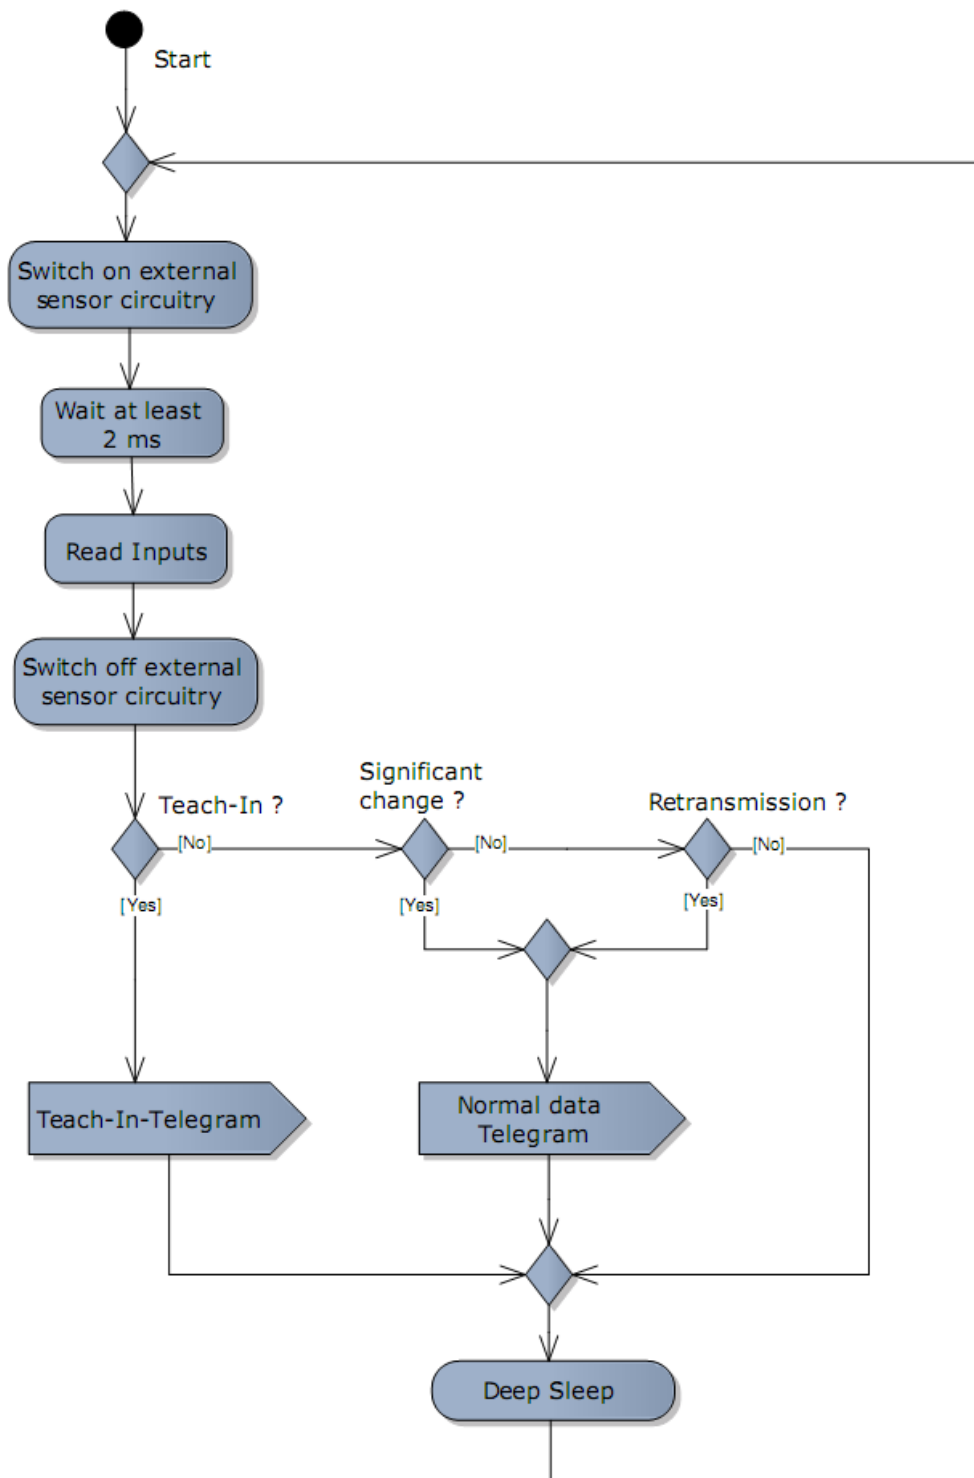 Start
Switch on external
sensor circuitry
Wait at least
2 ms
Read Inputs
Switch off external
sensor circuitry
Teach-In ?
Significant
change ?
Retransmission ?
[No]
[No]
[No]
[Yes]
[Yes]
[Yes]
Teach-In-Telegram
Normal data
Telegram
Deep Sleep